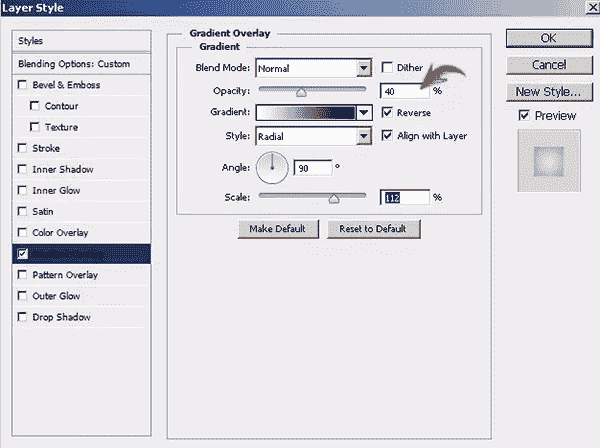 Layer Style
Styles
Blending Options: Custom
Bevel & Emboss
Contour
Texture
Stroke
Inner Shadow
Inner Glow
Satin
Color Overlay
Pattern Overlay
Outer Glow
Drop Shadow
Gradient Overlay
Gradient
Blend Mode: Normal Dither
Opacity: 40 %
Gradient: Reverse
Style: Radial Align with Layer
Angle: 90 °
Scale: 112 %
Make Default Reset to Default
OK
Cancel
New Style...
Preview